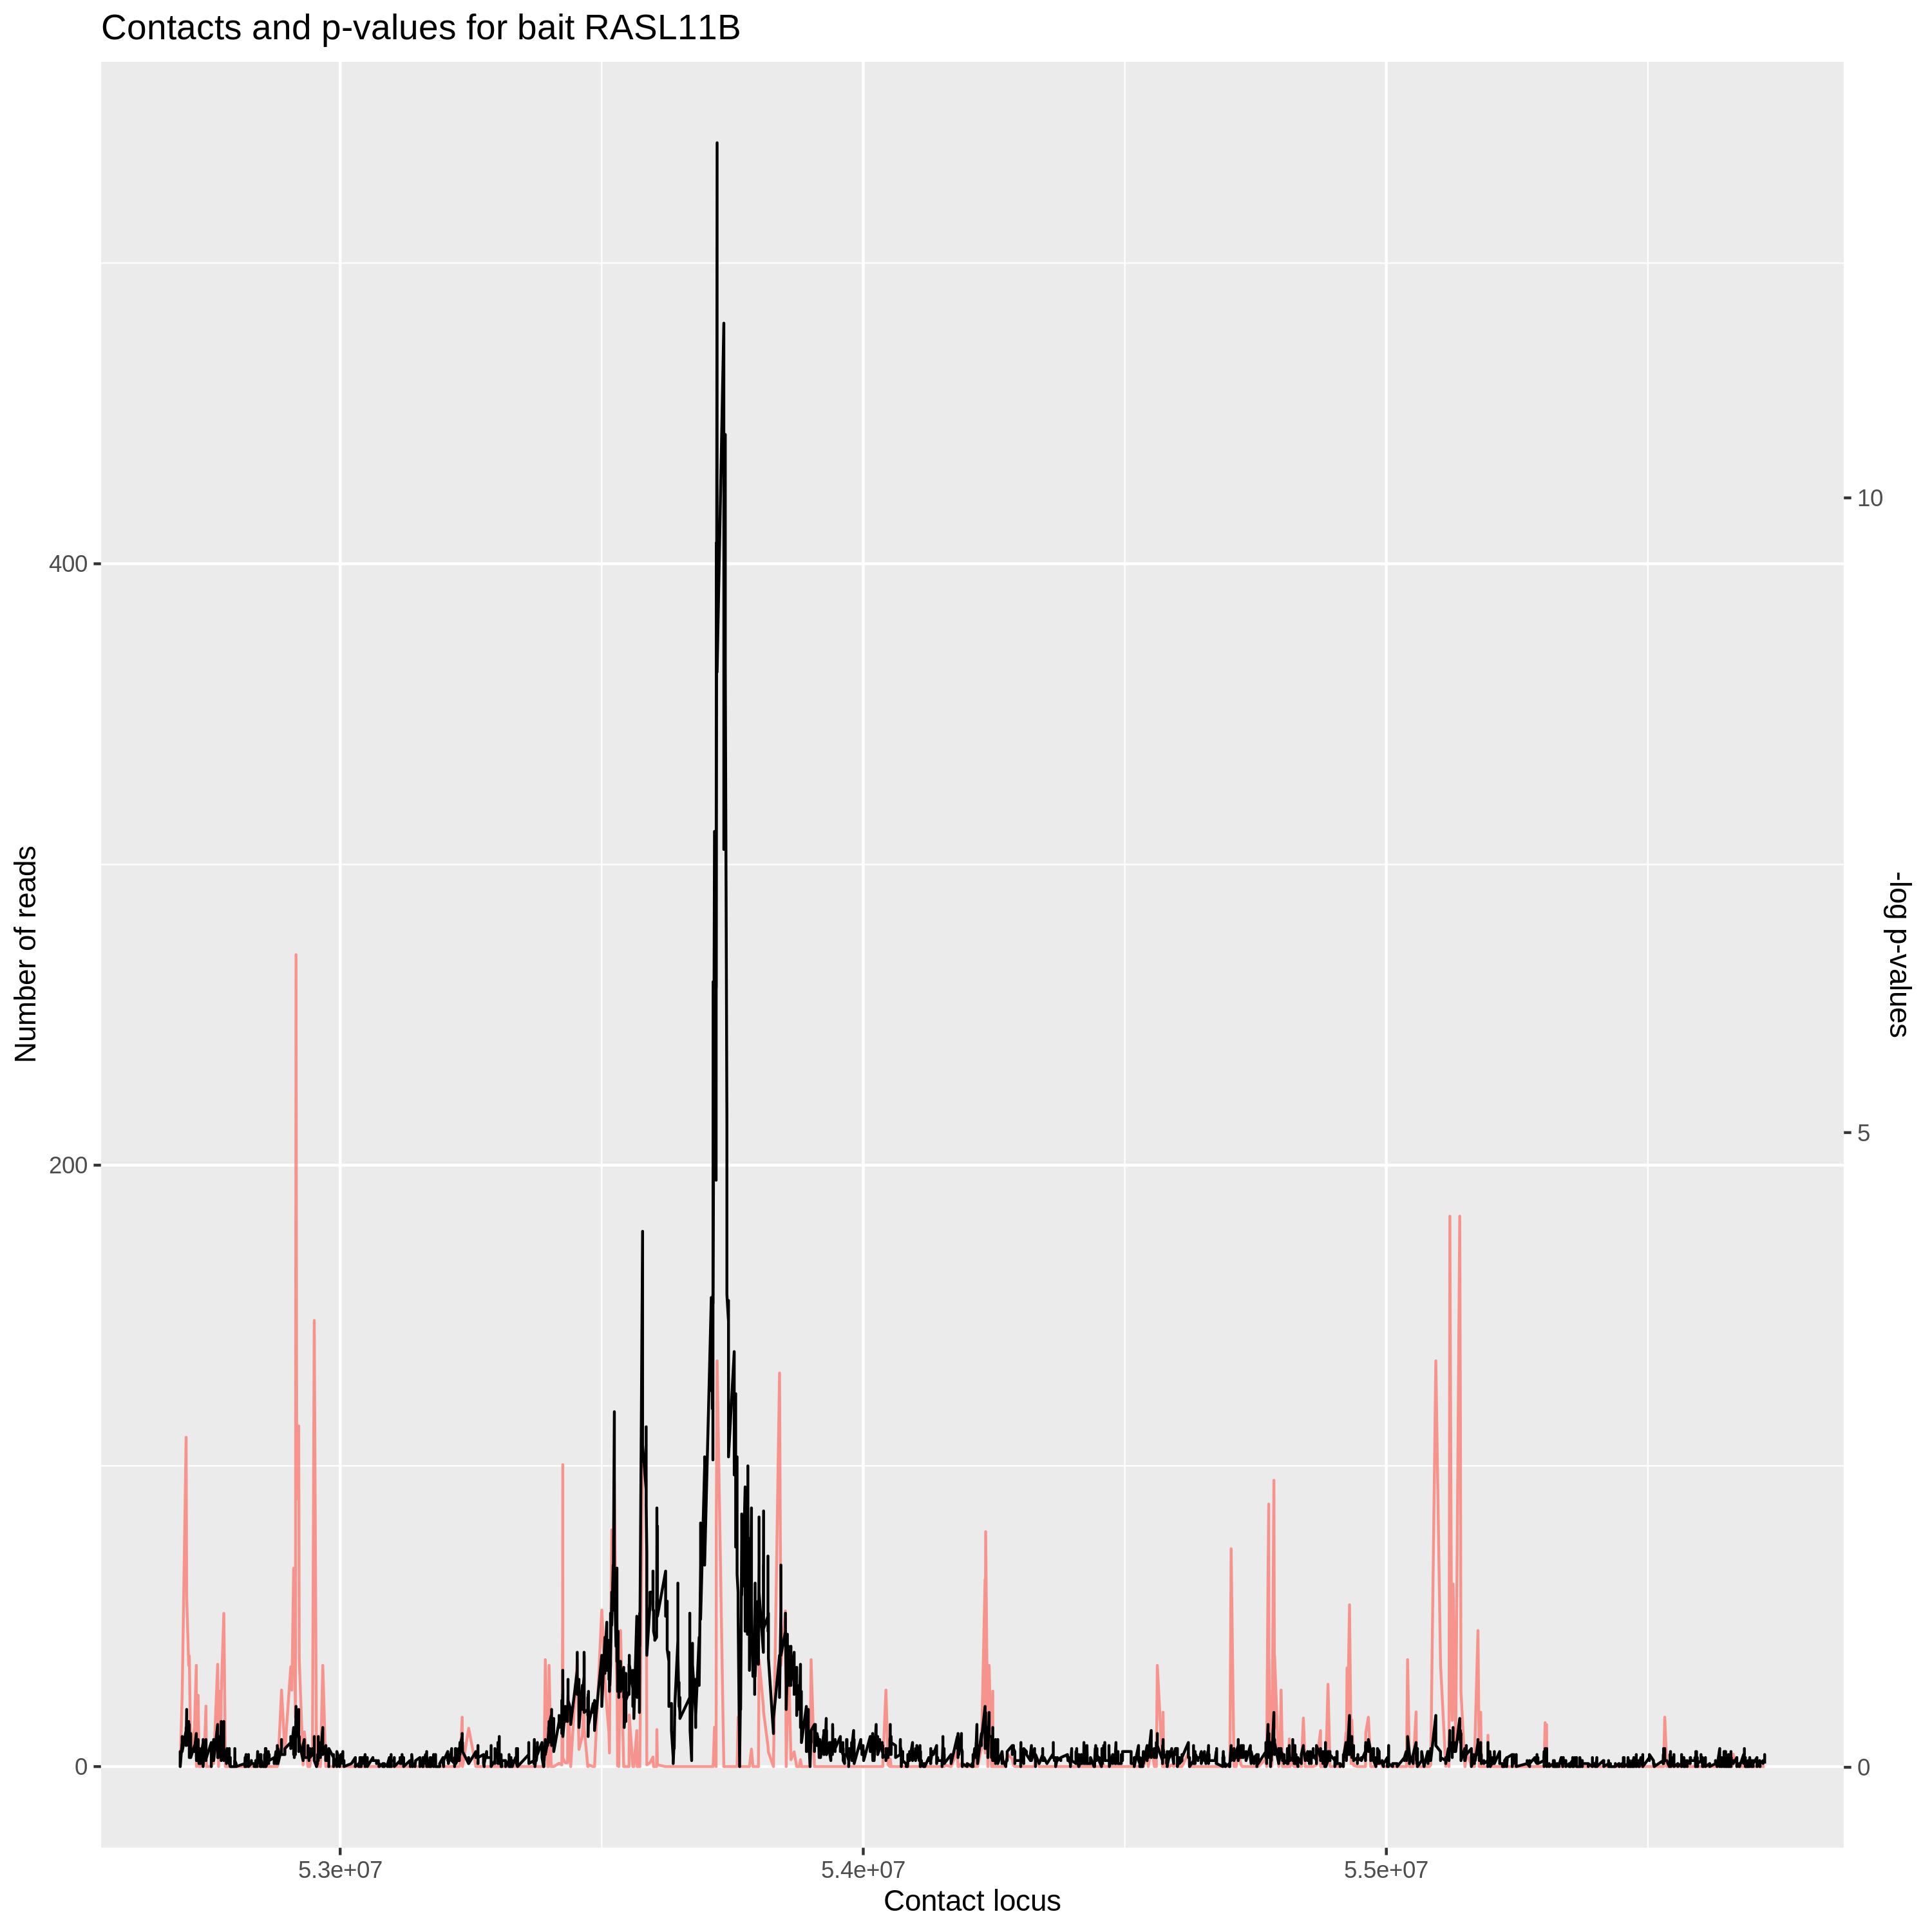 Contacts and p-values for bait RASL11B
Number of reads
400
200
0
10
5
0
-log p-values
5.3e+07
5.4e+07
5.5e+07
Contact locus